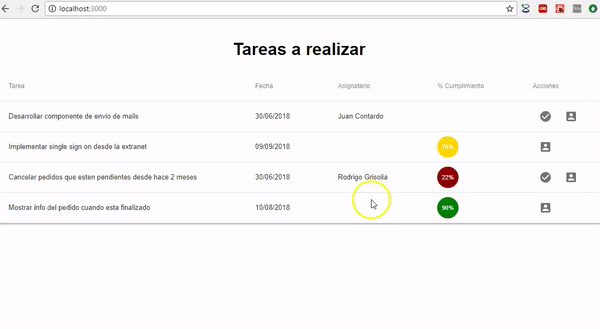 localhost:3000
Tareas a realizar
Tarea Fecha Asignatario % Cumplimiento Acciones
Desarrollar componente de envio de mails 30/06/2018 Juan Contardo
Implementar single sign on desde la extranet 09/09/2018 75%
Cancelar pedidos que esten pendientes desde hace 2 meses 30/06/2018 Rodrigo Grisolia 22%
Mostrar info del pedido cuando esta finalizado 10/08/2018 90%